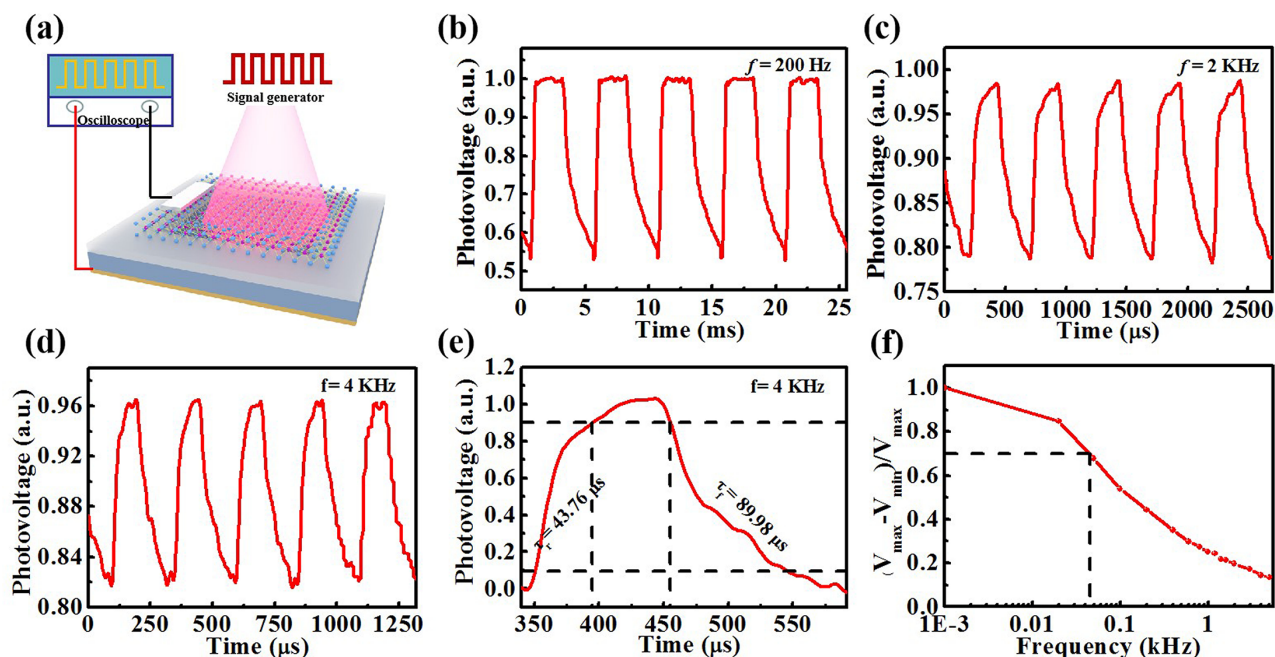 (a)
Oscilloscope
Signal generator
(b)
f = 200 Hz
Photovoltage (a.u.)
1.0
0.9
0.8
0.7
0.6
0.5
0 5 10 15 20 25
Time (ms)
(c)
f = 2 KHz
Photovoltage (a.u.)
1.00
0.95
0.90
0.85
0.80
0.75
0 500 1000 1500 2000 2500
Time (μs)
(d)
f= 4 KHz
Photovoltage (a.u.)
0.96
0.92
0.88
0.84
0.80
0 250 500 750 1000 1250
Time (μs)
(e)
f= 4 KHz
Photovoltage (a.u.)
1.2
1.0
0.8
0.6
0.4
0.2
0.0
τr= 43.76 μs
τr= 89.98 μs
340 400 450 500 550
Time (μs)
(f)
(Vmax-Vmin)/Vmax
1.0
0.8
0.6
0.4
0.2
0.0
1E-3 0.01 0.1 1
Frequency (kHz)